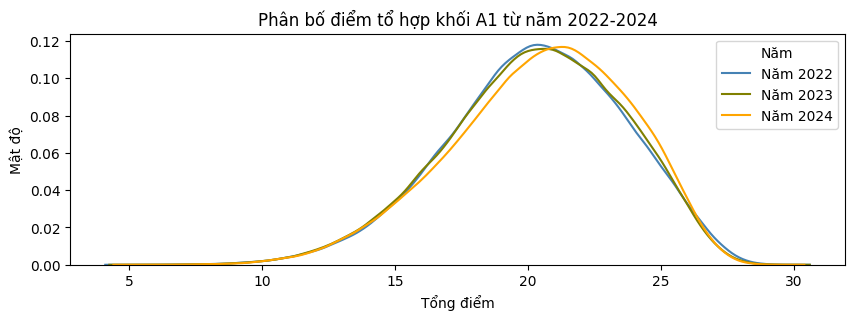 Phân bố điểm tổ hợp khối A1 từ năm 2022-2024
Mật độ
0.12
0.10
0.08
0.06
0.04
0.02
0.00
Năm
Năm 2022
Năm 2023
Năm 2024
5
10
15
20
25
30
Tổng điểm